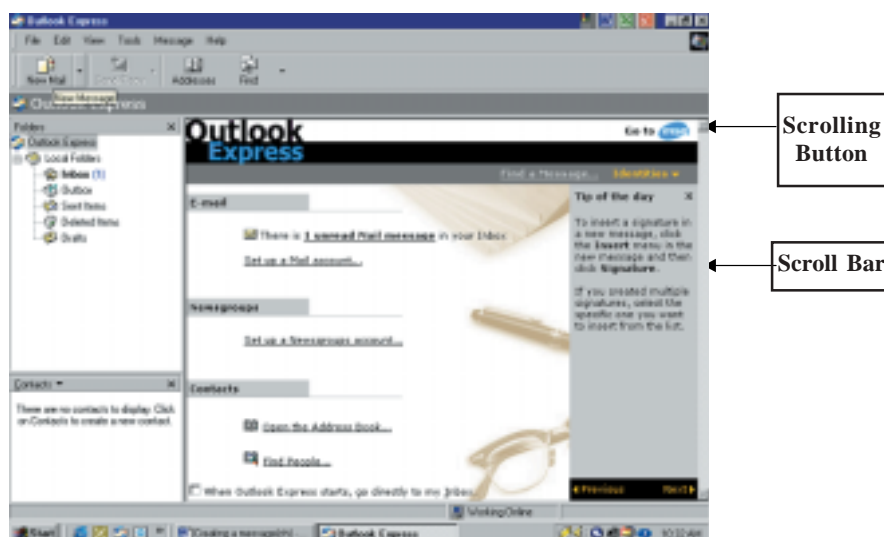 Outlook Express
File Edit View Tools Message Help
New Mail Addresses Find
New Message
Outlook Express
Folders
Outlook Express
Local Folders
Inbox (1)
Outbox
Sent Items
Deleted Items
Drafts
Contacts
There are no contacts to display. Click
on Contacts to create a new contact.
Outlook
Express
Go to msn
Find a Message... Identities
E-mail
There is 1 unread Mail message in your Inbox
Set up a Mail account...
Newsgroups
Set up a Newsgroups account...
Contacts
Open the Address Book...
Find People...
When Outlook Express starts, go directly to my Inbox.
Tip of the day
To insert a signature in
a new message, click
the Insert menu in the
new message and then
click Signature.
If you created multiple
signatures, select the
specific one you want
to insert from the list.
Previous Next
Working Online
Start Outlook Express 10:22 AM
Scrolling
Button
Scroll Bar